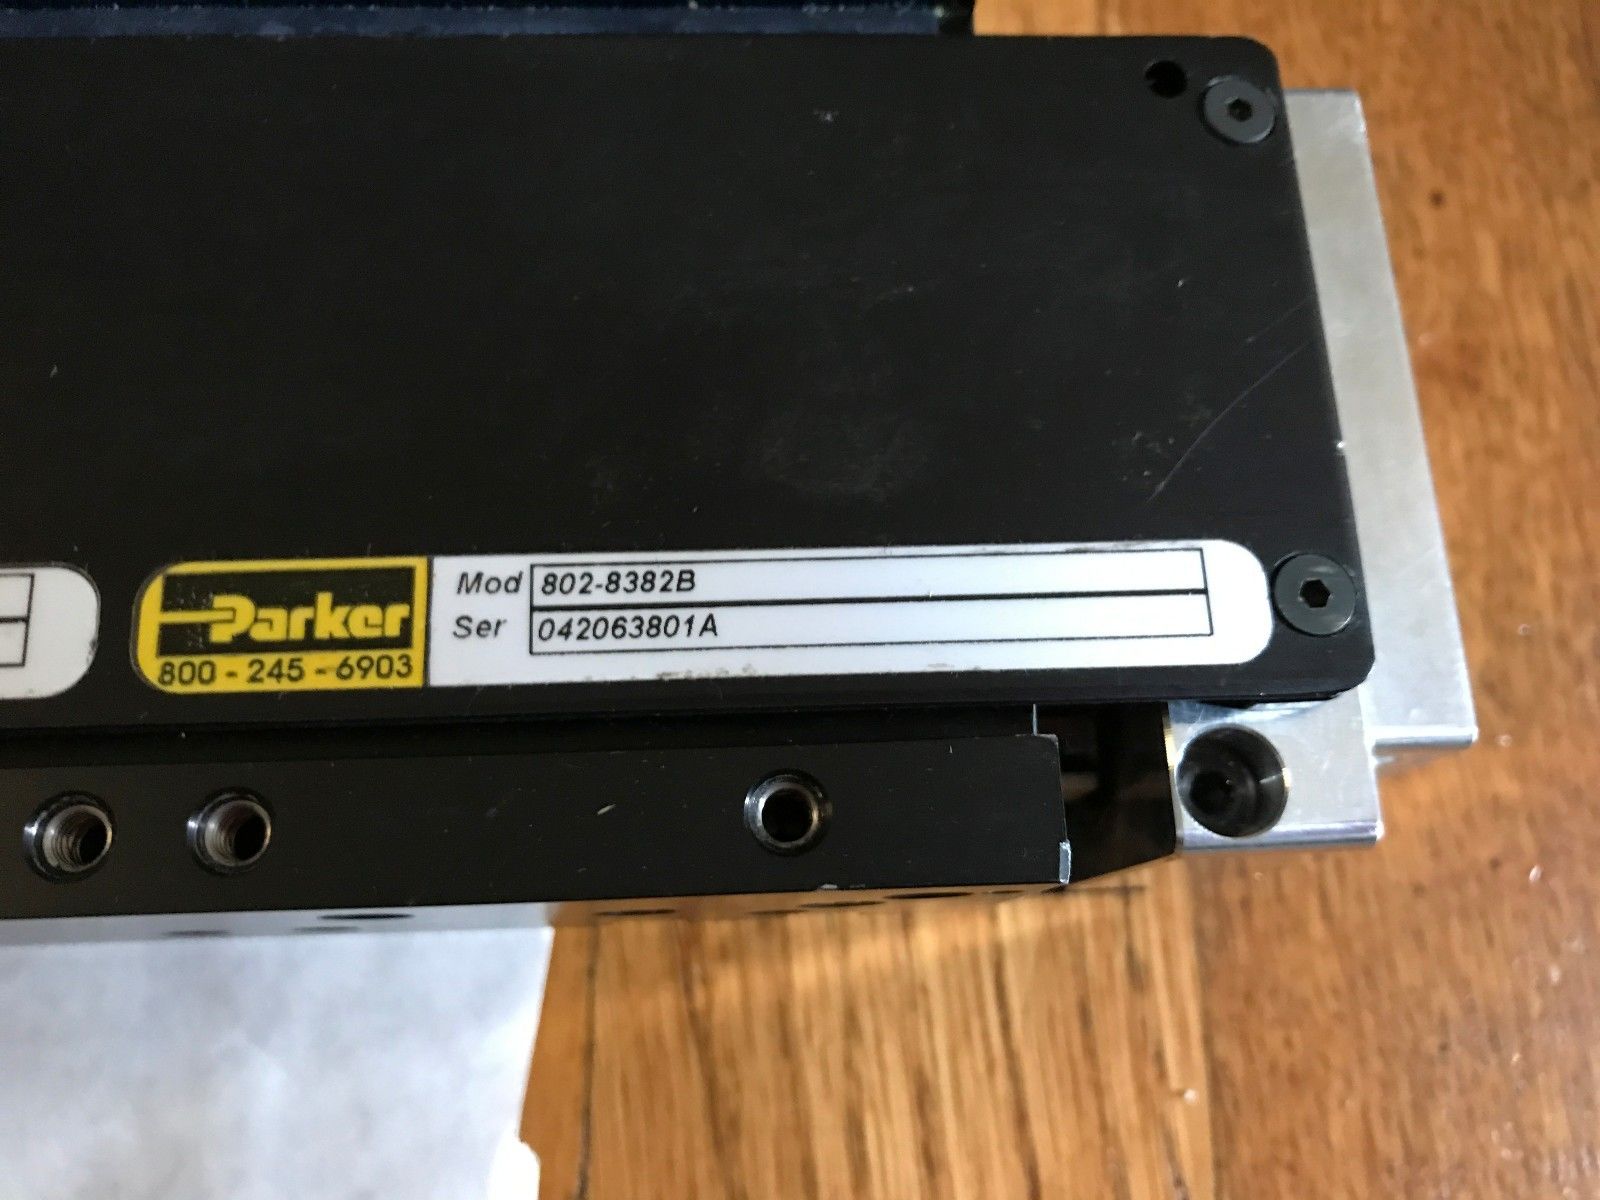 Parker
800 - 245 - 6903
Mod 802-8382B
Ser 042063801A